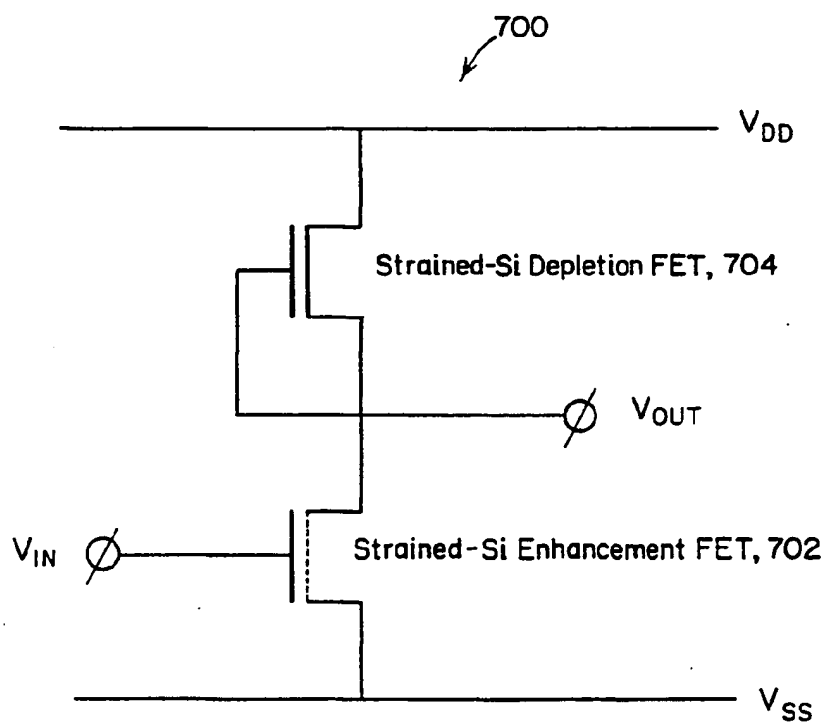 700
V_DD
Strained-Si Depletion FET, 704
V_OUT
V_IN
Strained-Si Enhancement FET, 702
V_SS